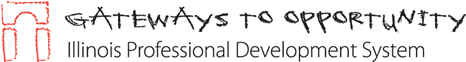 GATEWAYS TO OPPORTUNITY
Illinois Professional Development System